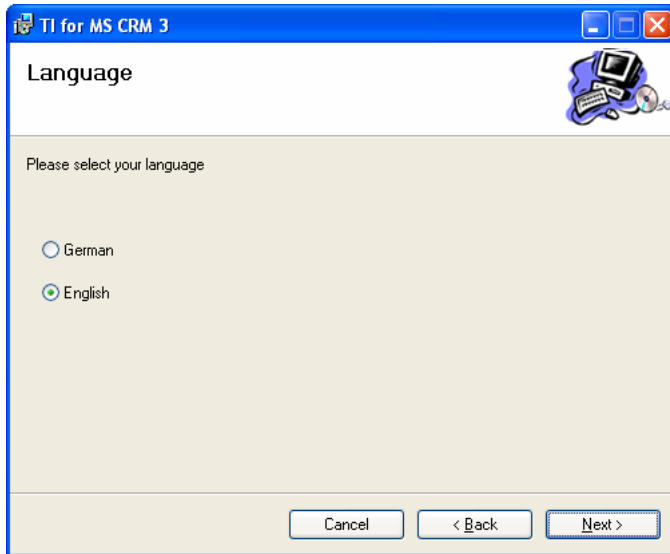 TI for MS CRM 3
Language
Please select your language
German
English
Cancel
< Back
Next >